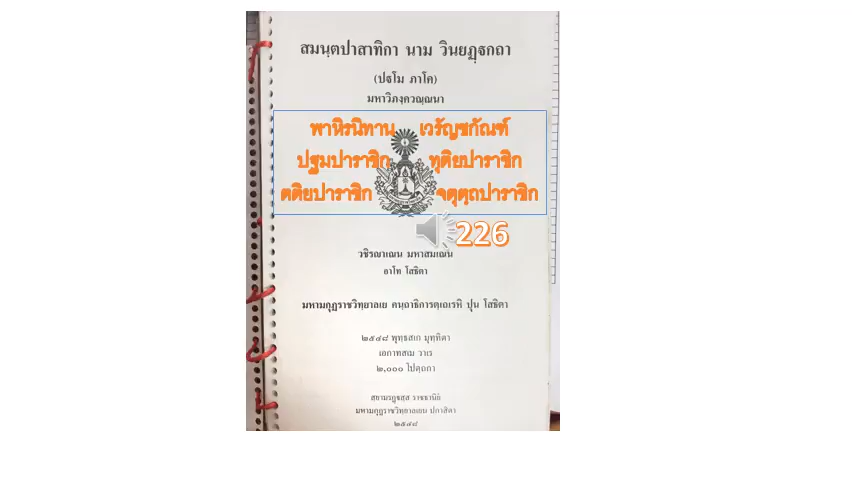 สมนฺตปาสาทิกา นาม วินยฏฺฐกถา
(ปฐโม ภาโค)
มหาวิภงฺควณฺณนา
พาหิรนิทาน เวรัญชกัณฑ์
ปฐมปาราชิก ทุติยปาราชิก
ตติยปาราชิก จตุตฺถปาราชิก
226
วชิรญาเณน มหาสมเณน
อาโท โสธิตา
มหามกุฏราชวิทฺยาลเย คนฺถาธิการตฺเถเรหิ ปุน โสธิตา
๒๕๔๘ พุทฺธสเก มุทฺทิตา
เอกาทสเม วาเร
๒,๐๐๐ โปตฺถกา
สฺยามรฏฺฐสฺส ราชธานิยํ
มหามกุฏราชวิทฺยาลเยน ปกาสิตา
๒๕๔๘